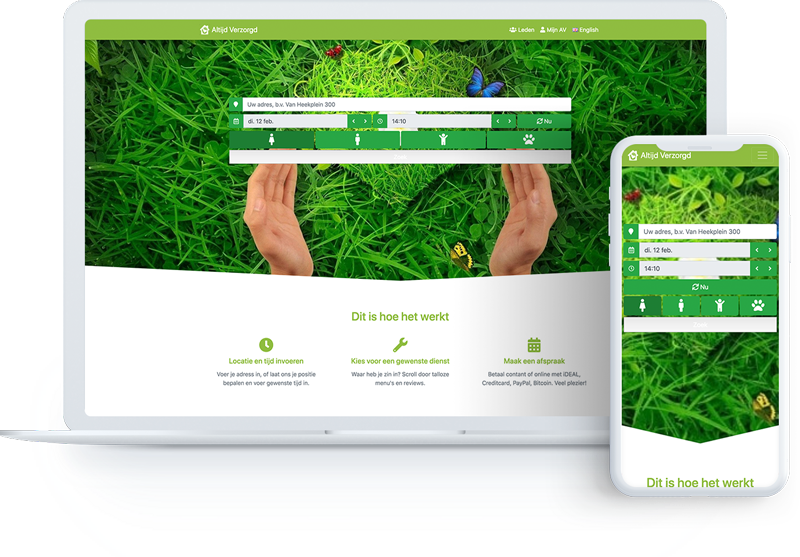 Altijd Verzorgd
Leden
Mijn AV
English
Uw adres, b.v. Van Heekplein 300
di. 12 feb.
14:10
Nu
Dit is hoe het werkt
Locatie en tijd invoeren
Voer je adress in, of laat ons je positie
bepalen en voer gewenste tijd in.
Kies voor een gewenste dienst
Waar heb je zin in? Scroll door talloze
menu's en reviews.
Maak een afspraak
Betaal contant of online met iDEAL,
Creditcard, PayPal, Bitcoin. Veel plezier!
Altijd Verzorgd
Uw adres, b.v. Van Heekplein 300
di. 12 feb.
14:10
Nu
Dit is hoe het werkt